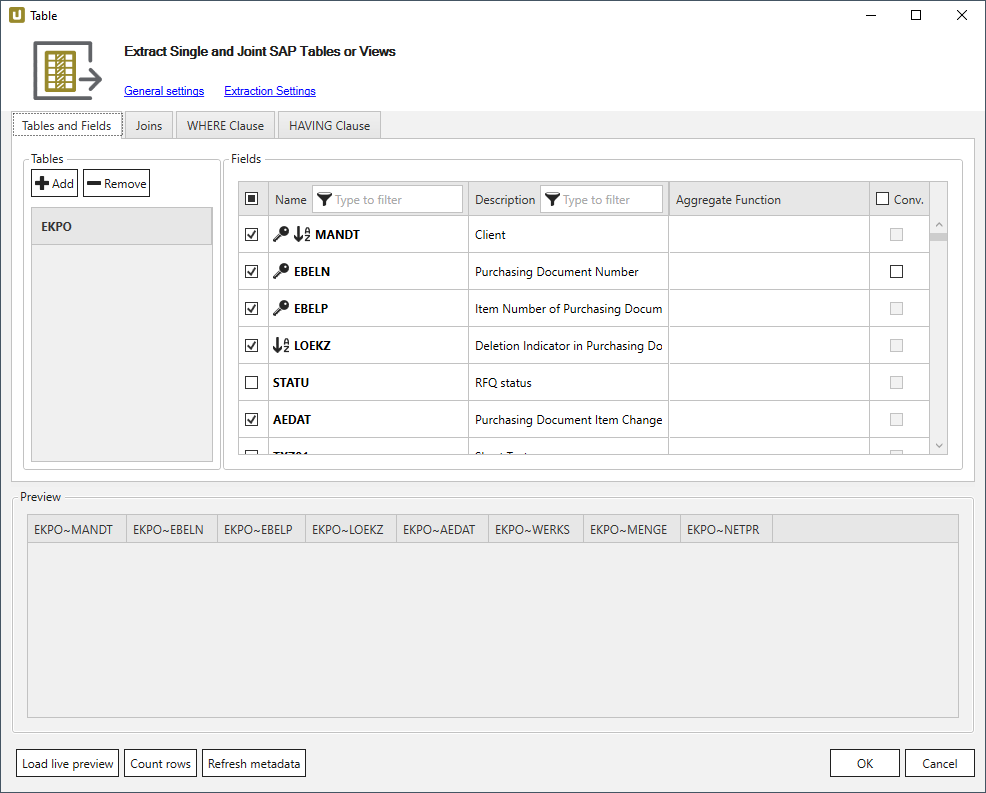 Table
Extract Single and Joint SAP Tables or Views
General settings Extraction Settings
Tables and Fields Joins WHERE Clause HAVING Clause
Tables
Add Remove
EKPO
Fields
Name Type to filter Description Type to filter Aggregate Function Conv.
MANDT Client
EBELN Purchasing Document Number
EBELP Item Number of Purchasing Docum
LOEKZ Deletion Indicator in Purchasing Do
STATU RFQ status
AEDAT Purchasing Document Item Change
Preview
EKPO~MANDT EKPO~EBELN EKPO~EBELP EKPO~LOEKZ EKPO~AEDAT EKPO~WERKS EKPO~MENGE EKPO~NETPR
Load live preview Count rows Refresh metadata OK Cancel